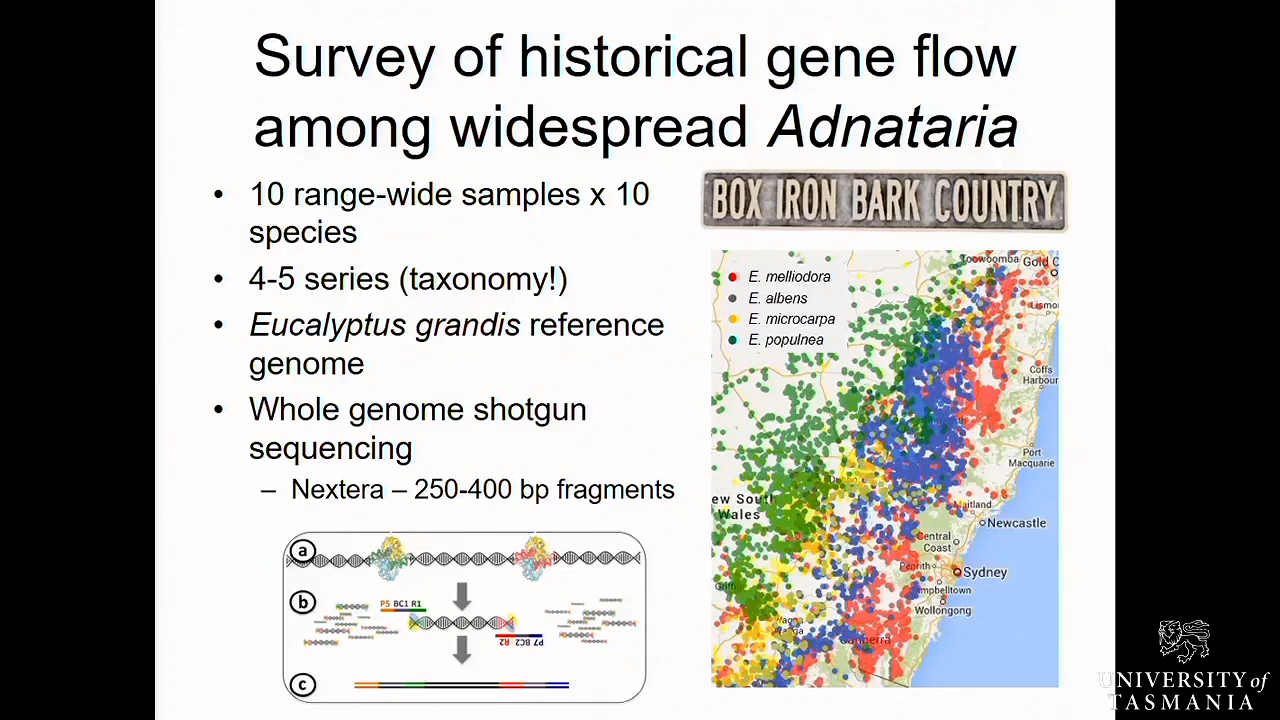 Survey of historical gene flow
among widespread Adnataria
• 10 range-wide samples x 10
species
• 4-5 series (taxonomy!)
• Eucalyptus grandis reference
genome
• Whole genome shotgun
sequencing
– Nextera – 250-400 bp fragments
BOX IRON BARK COUNTRY
E. melliodora
E. albens
E. microcarpa
E. populnea
Toowoomba
Gold C
Lismo
Coffs
Harbour
Port
Macquarie
ew South
Wales
Maitland
Newcastle
Central
Coast
Penrith
Sydney
Griff
mpbelltown
Wollongong
Canberra
a
b
P5 BC1 R1
R2 BC2 P7
c
UNIVERSITY of
TASMANIA